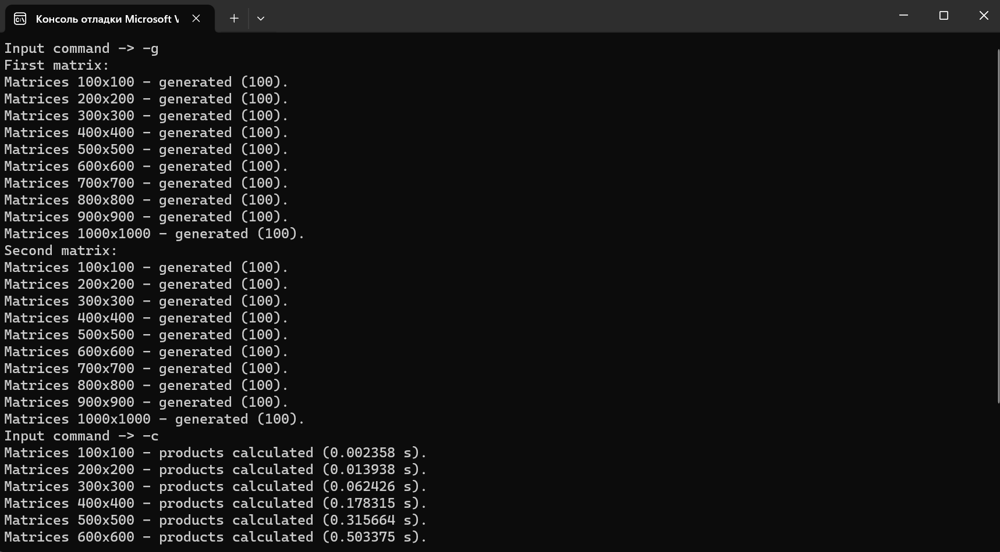 Консоль отладки Microsoft V
Input command -> -g
First matrix:
Matrices 100x100 - generated (100).
Matrices 200x200 - generated (100).
Matrices 300x300 - generated (100).
Matrices 400x400 - generated (100).
Matrices 500x500 - generated (100).
Matrices 600x600 - generated (100).
Matrices 700x700 - generated (100).
Matrices 800x800 - generated (100).
Matrices 900x900 - generated (100).
Matrices 1000x1000 - generated (100).
Second matrix:
Matrices 100x100 - generated (100).
Matrices 200x200 - generated (100).
Matrices 300x300 - generated (100).
Matrices 400x400 - generated (100).
Matrices 500x500 - generated (100).
Matrices 600x600 - generated (100).
Matrices 700x700 - generated (100).
Matrices 800x800 - generated (100).
Matrices 900x900 - generated (100).
Matrices 1000x1000 - generated (100).
Input command -> -c
Matrices 100x100 - products calculated (0.002358 s).
Matrices 200x200 - products calculated (0.013938 s).
Matrices 300x300 - products calculated (0.062426 s).
Matrices 400x400 - products calculated (0.178315 s).
Matrices 500x500 - products calculated (0.315664 s).
Matrices 600x600 - products calculated (0.503375 s).